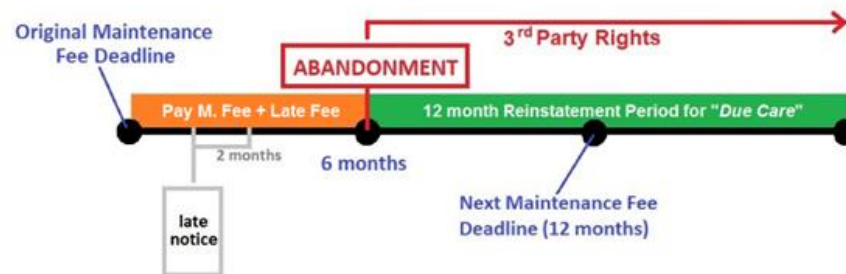 Original Maintenance
Fee Deadline
3rd Party Rights
ABANDONMENT
Pay M. Fee + Late Fee
12 month Reinstatement Period for "Due Care"
2 months
6 months
late
notice
Next Maintenance Fee
Deadline (12 months)